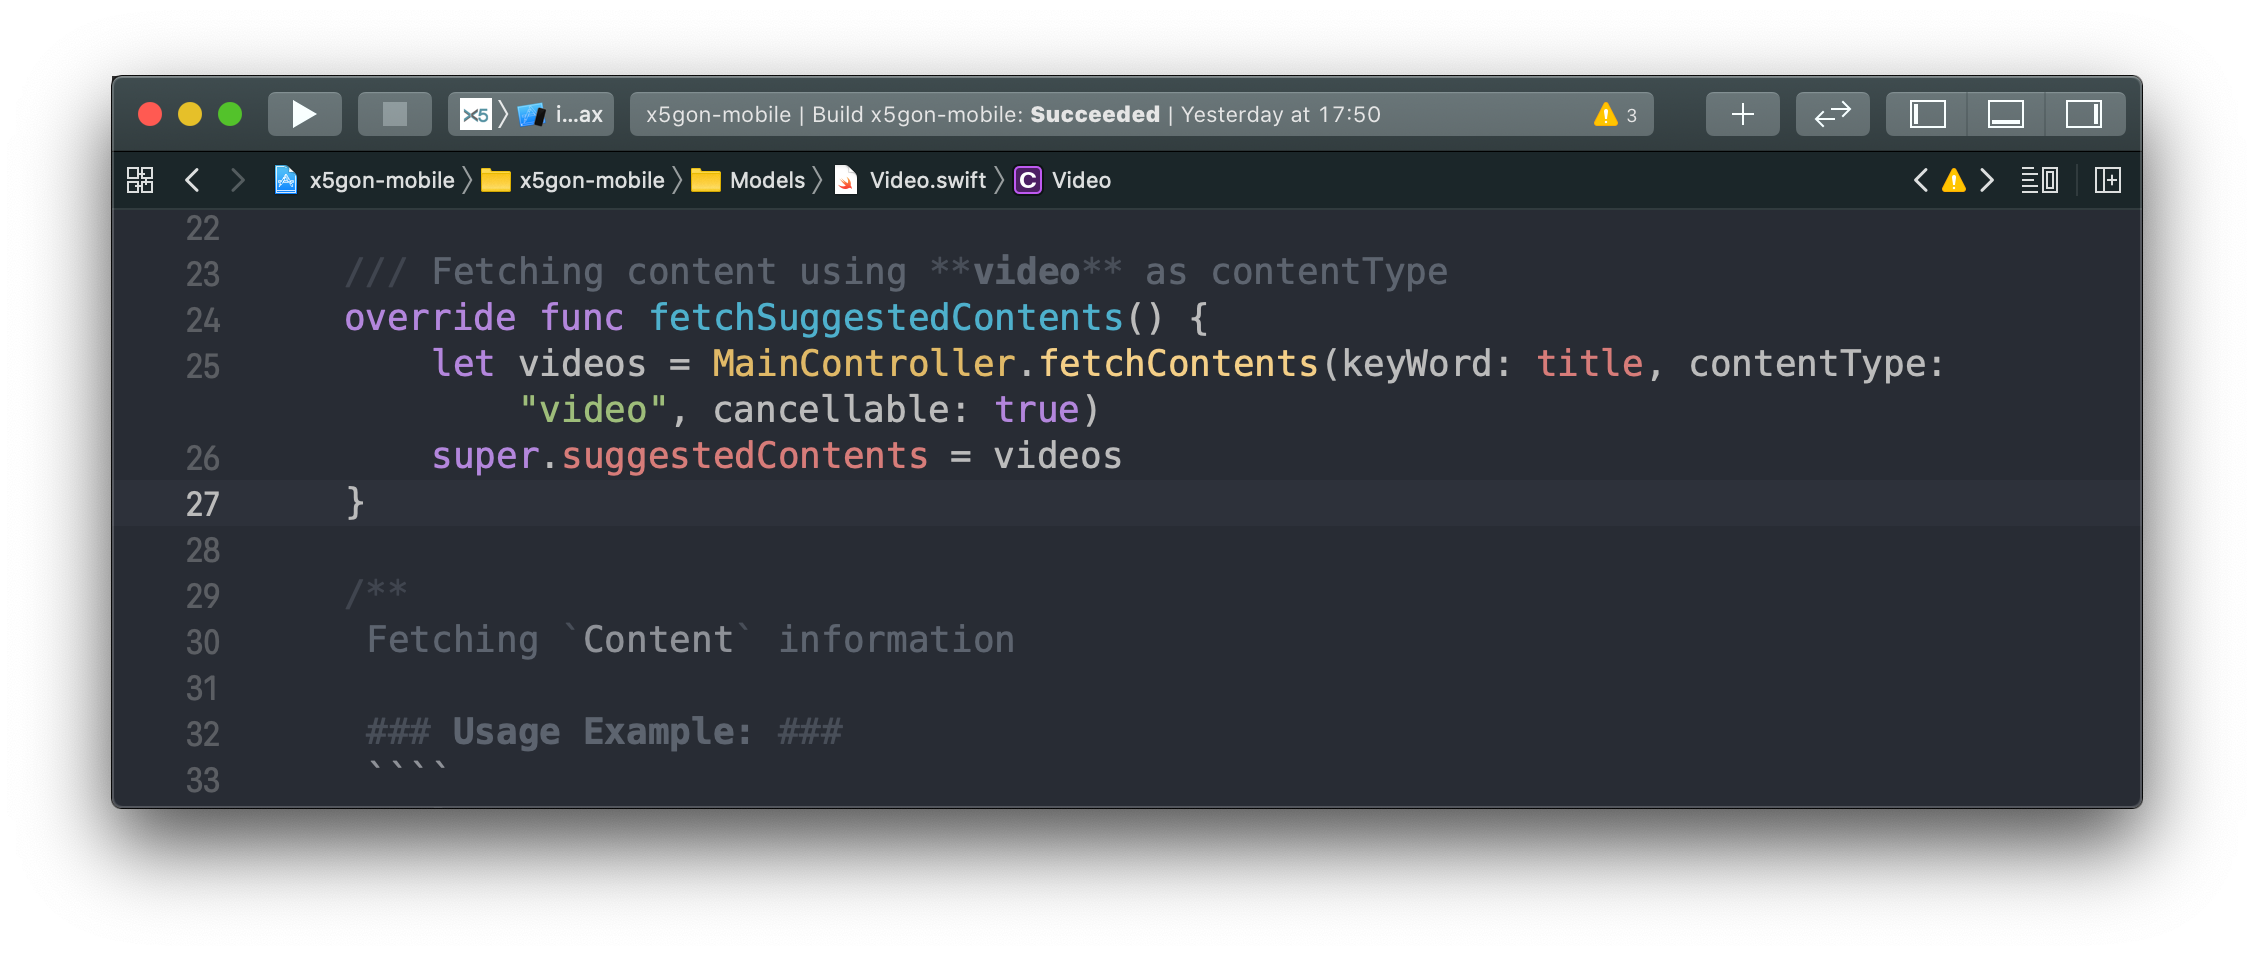 X5 i...ax x5gon-mobile | Build x5gon-mobile: Succeeded | Yesterday at 17:50 3
x5gon-mobile x5gon-mobile Models Video.swift C Video
22
23 /// Fetching content using **video** as contentType
24 override func fetchSuggestedContents() {
25 let videos = MainController.fetchContents(keyWord: title, contentType:
"video", cancellable: true)
26 super.suggestedContents = videos
27 }
28
29 /**
30 Fetching `Content` information
31
32 ### Usage Example: ###
33 ````